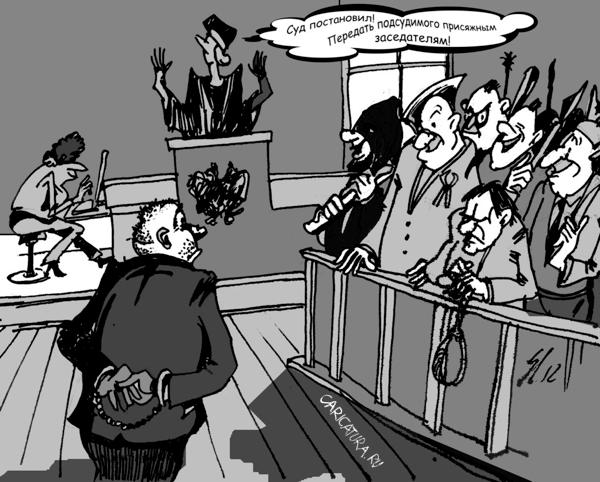 Суд постановил!
Передать подсудимого присяжным
заседателям!
CARICATURA.RU